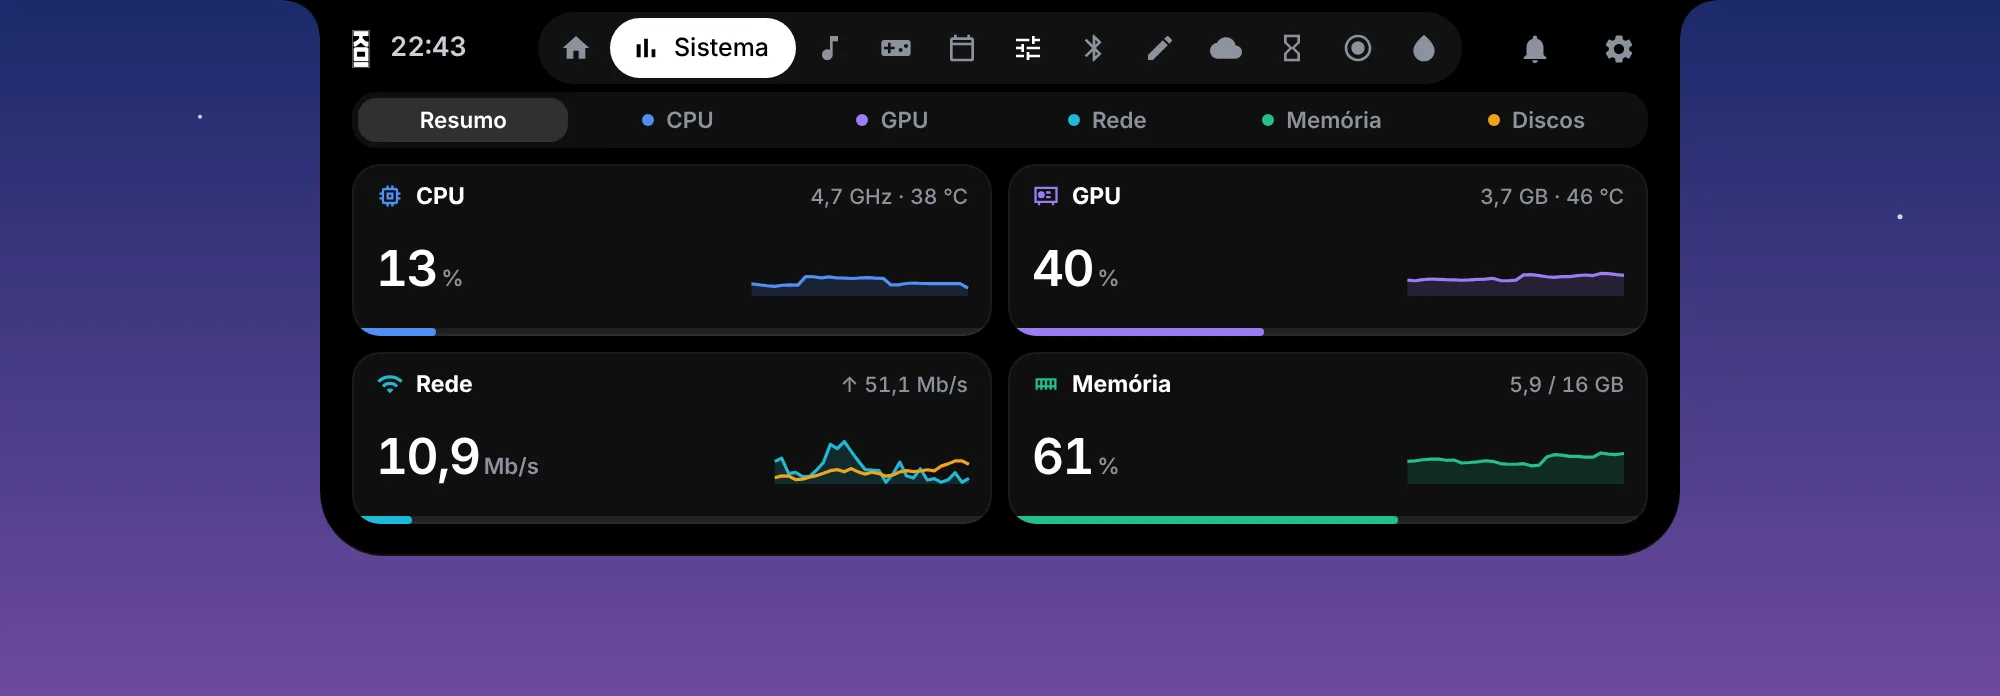 22:43
Sistema
Resumo
CPU
GPU
Rede
Memória
Discos
CPU
4,7 GHz · 38 °C
13 %
GPU
3,7 GB · 46 °C
40 %
Rede
↑ 51,1 Mb/s
10,9 Mb/s
Memória
5,9 / 16 GB
61 %